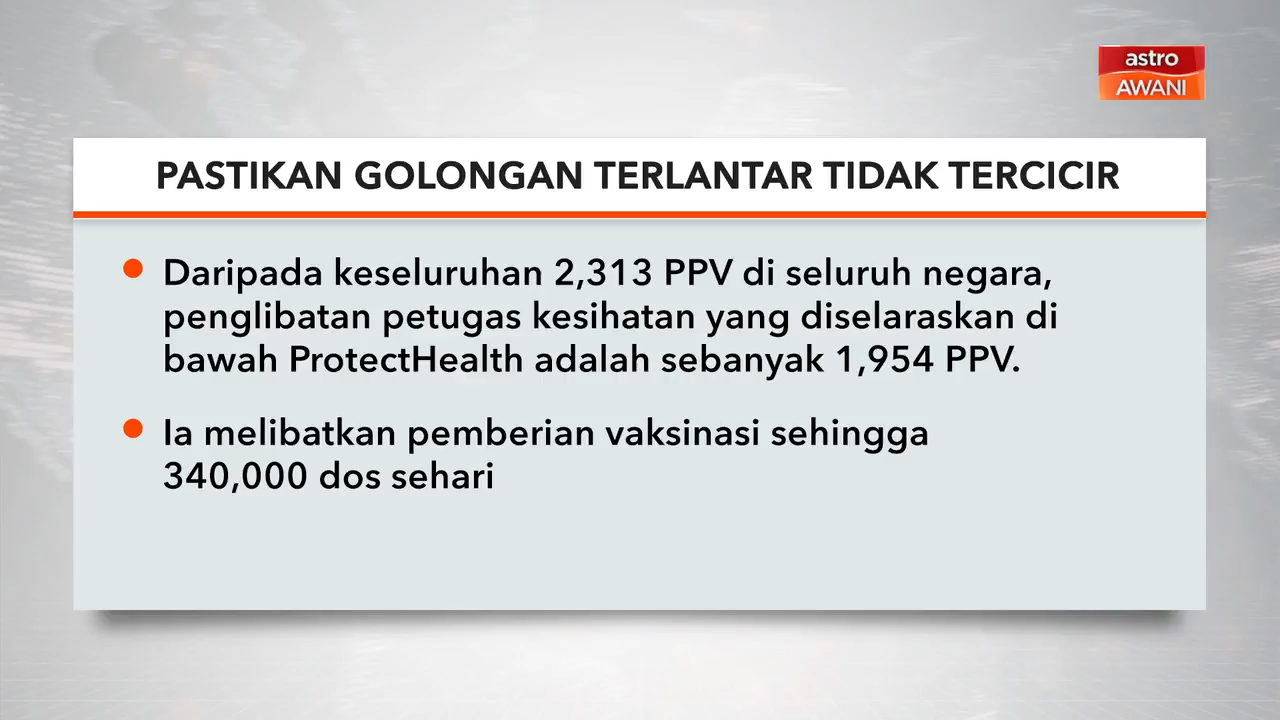 astro
AWANI
PASTIKAN GOLONGAN TERLANTAR TIDAK TERCICIR
Daripada keseluruhan 2,313 PPV di seluruh negara,
penglibatan petugas kesihatan yang diselaraskan di
bawah ProtectHealth adalah sebanyak 1,954 PPV.
Ia melibatkan pemberian vaksinasi sehingga
340,000 dos sehari